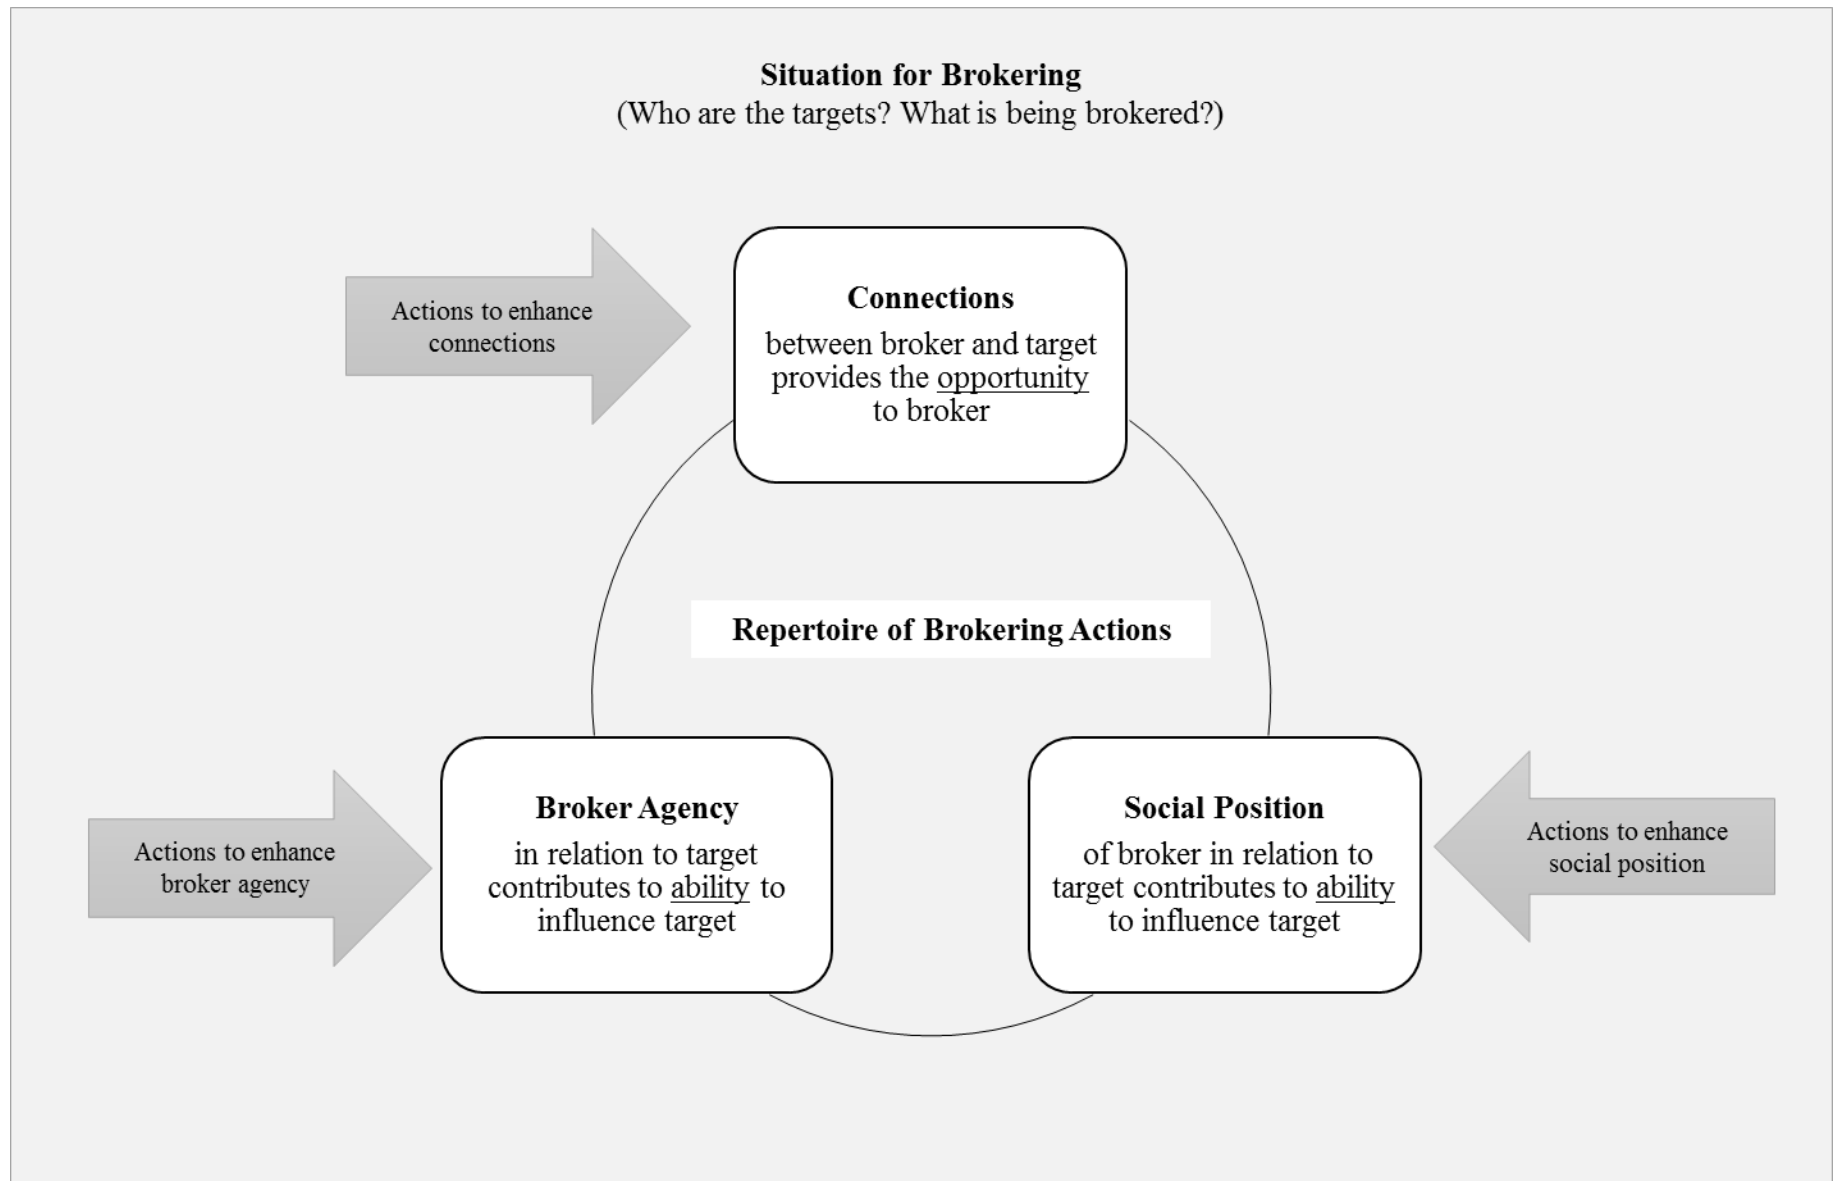 Situation for Brokering
(Who are the targets? What is being brokered?)
Actions to enhance
connections
Connections
between broker and target
provides the opportunity
to broker
Repertoire of Brokering Actions
Actions to enhance
broker agency
Broker Agency
in relation to target
contributes to ability to
influence target
Social Position
of broker in relation to
target contributes to ability
to influence target
Actions to enhance
social position